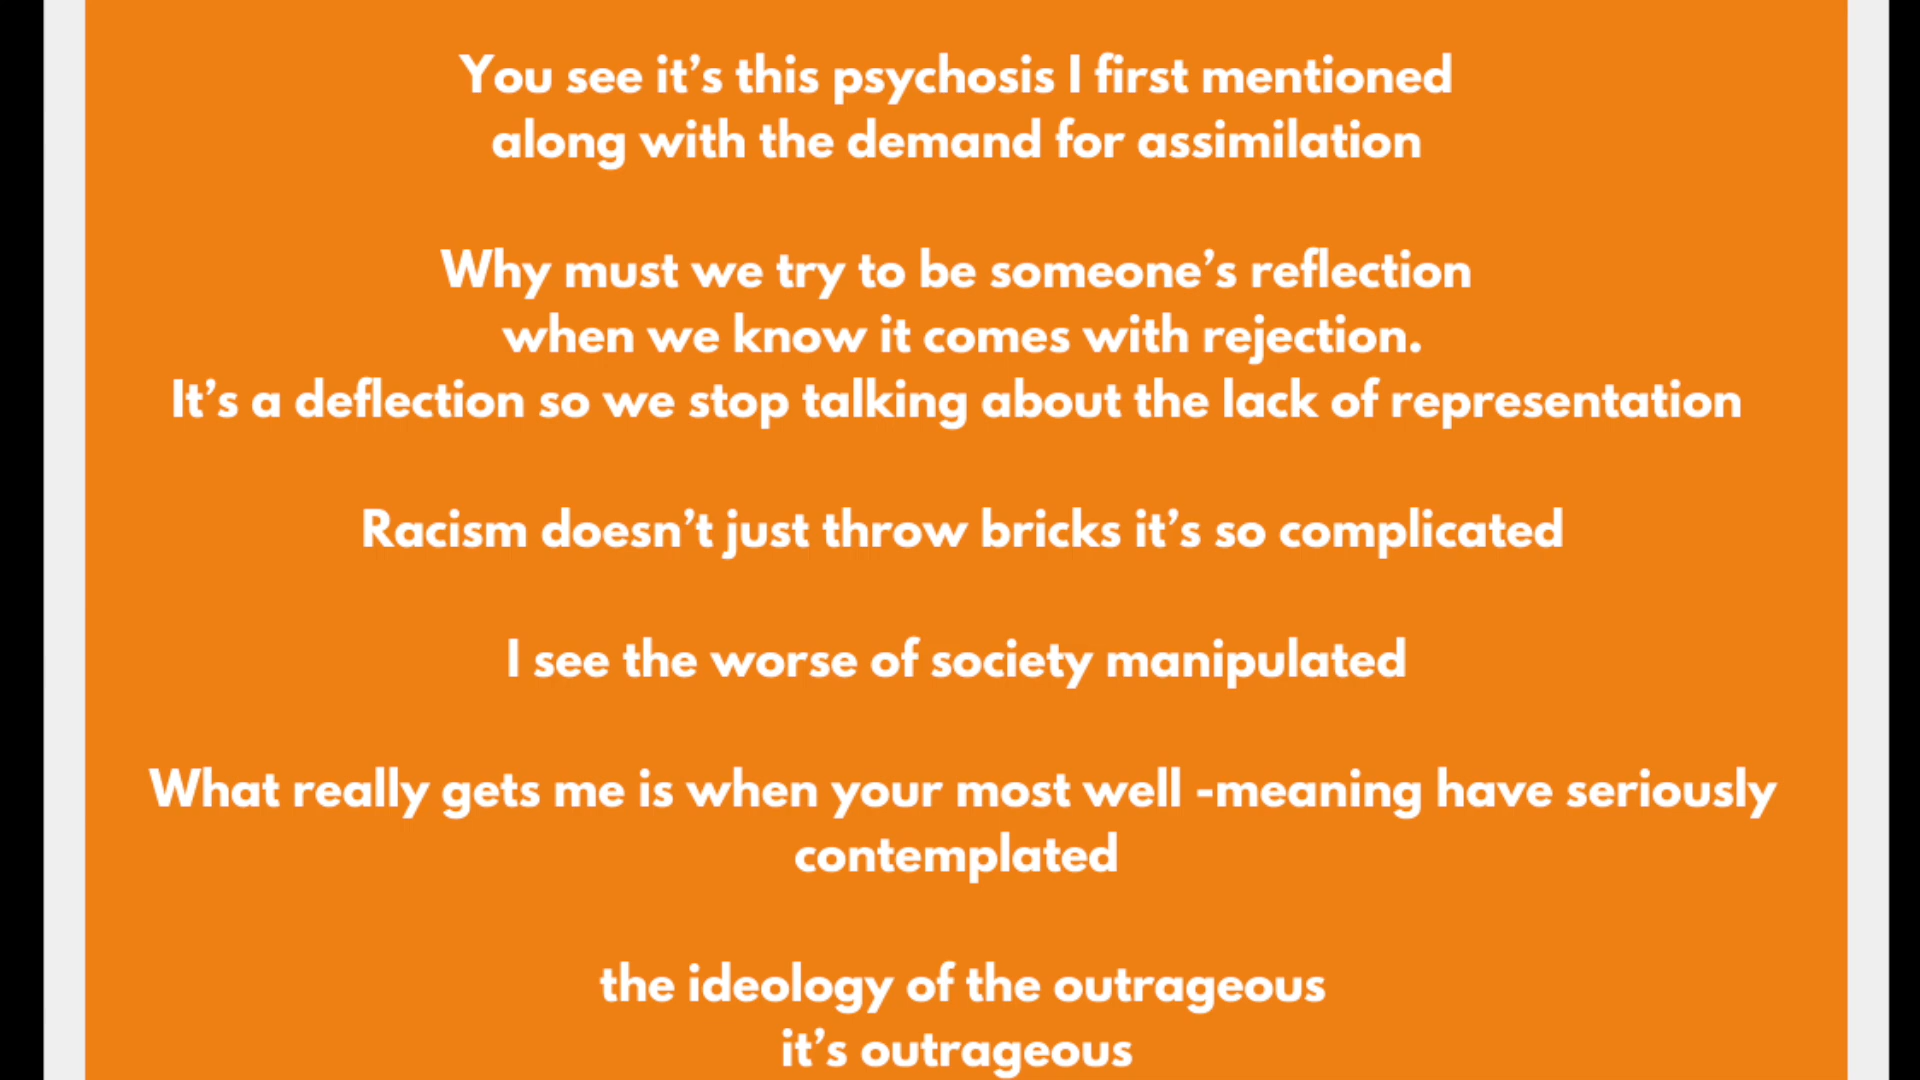 You see it’s this psychosis I first mentioned
along with the demand for assimilation
Why must we try to be someone’s reflection
when we know it comes with rejection.
It’s a deflection so we stop talking about the lack of representation
Racism doesn’t just throw bricks it’s so complicated
I see the worse of society manipulated
What really gets me is when your most well -meaning have seriously
contemplated
the ideology of the outrageous
it’s outrageous